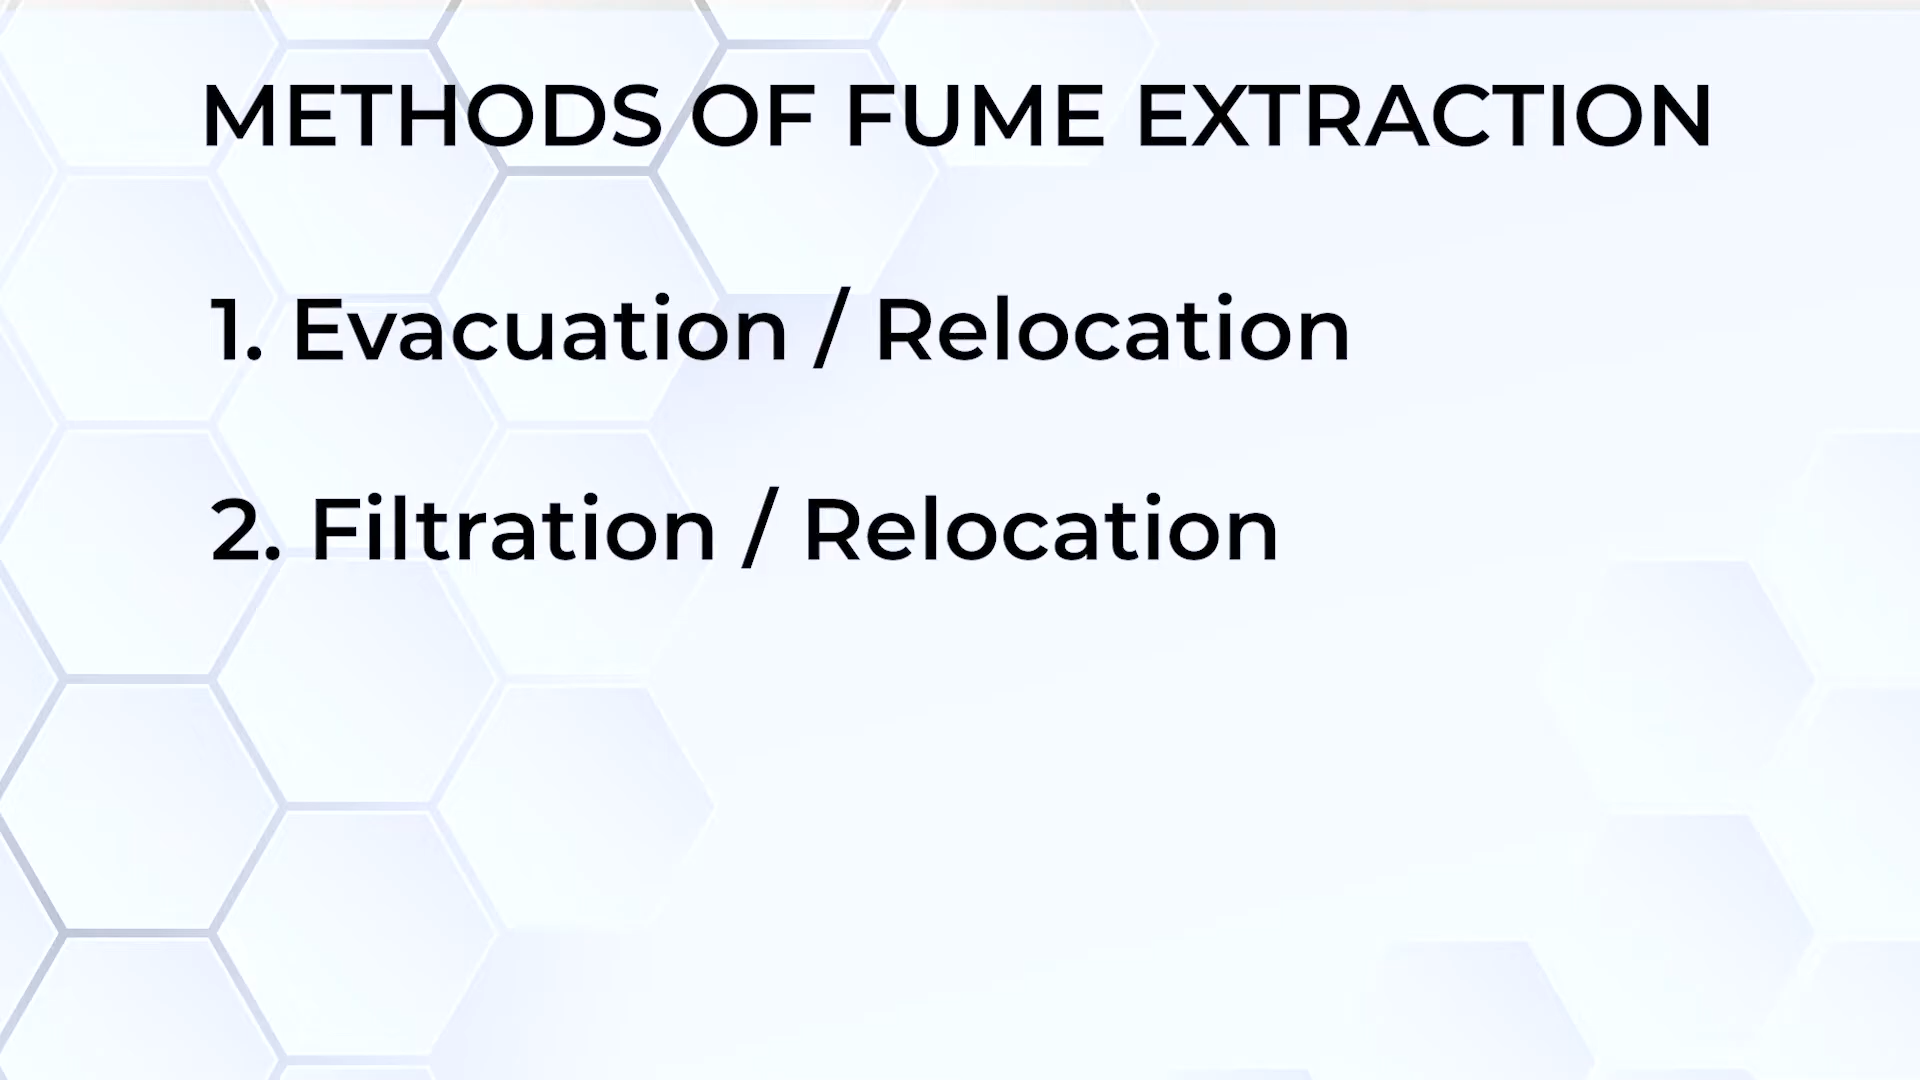 METHODS OF FUME EXTRACTION
1. Evacuation / Relocation
2. Filtration / Relocation